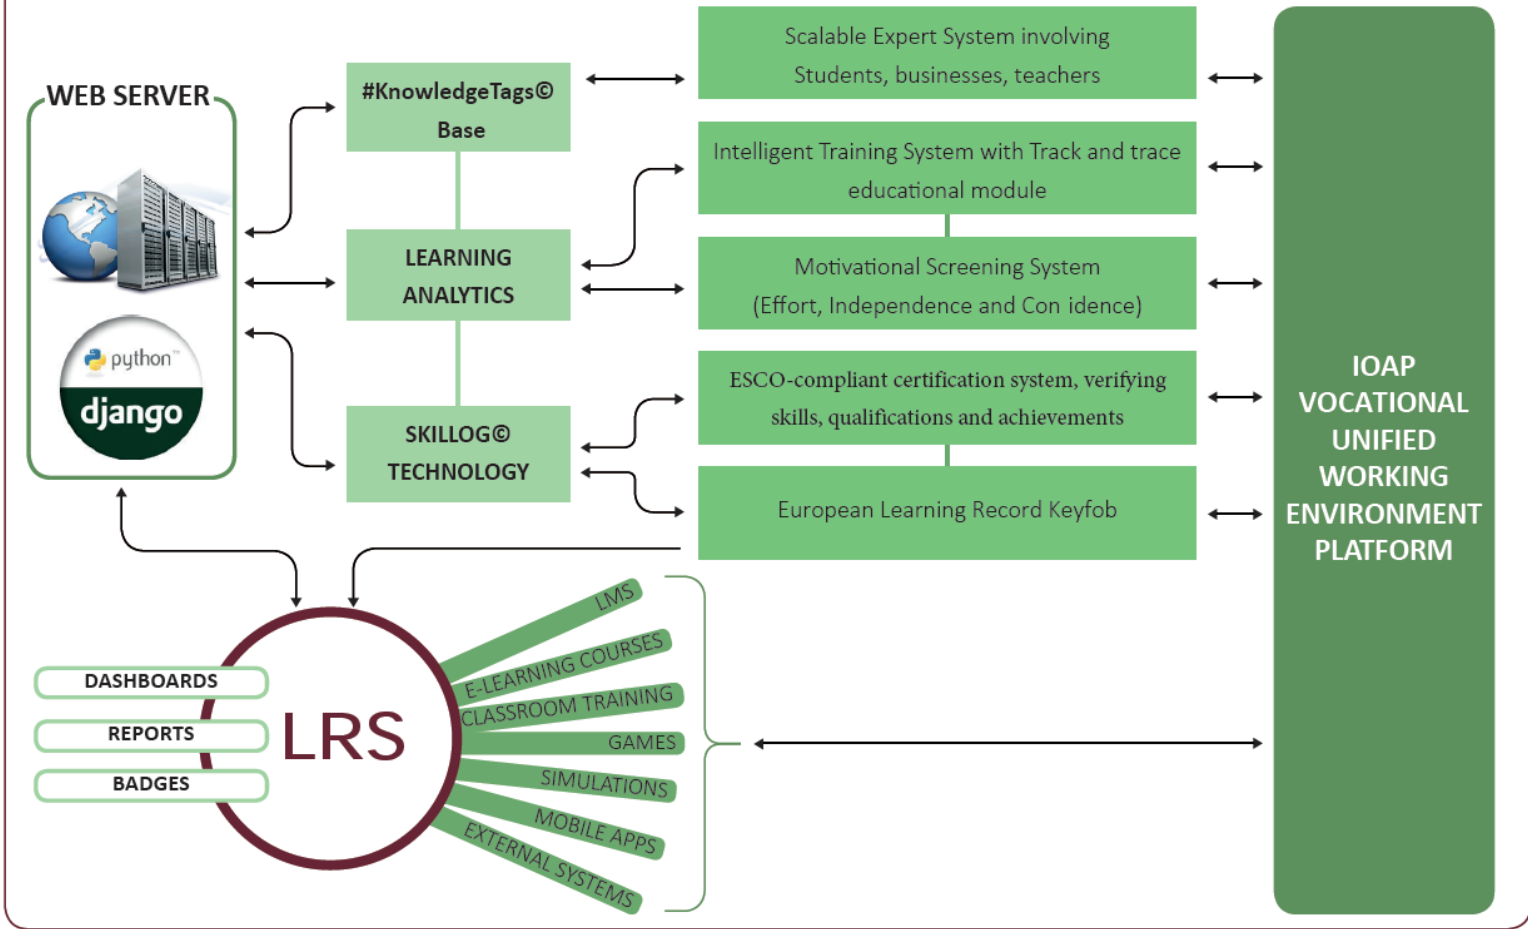 WEB SERVER
python™
django
#KnowledgeTags©
Base
LEARNING
ANALYTICS
SKILLOG©
TECHNOLOGY
Scalable Expert System involving
Students, businesses, teachers
Intelligent Training System with Track and trace
educational module
Motivational Screening System
(Effort, Independence and Con idence)
ESCO-compliant certification system, verifying
skills, qualifications and achievements
European Learning Record Keyfob
IOAP
VOCATIONAL
UNIFIED
WORKING
ENVIRONMENT
PLATFORM
DASHBOARDS
REPORTS
BADGES
LRS
LMS
E-LEARNING COURSES
CLASSROOM TRAINING
GAMES
SIMULATIONS
MOBILE APPS
EXTERNAL SYSTEMS